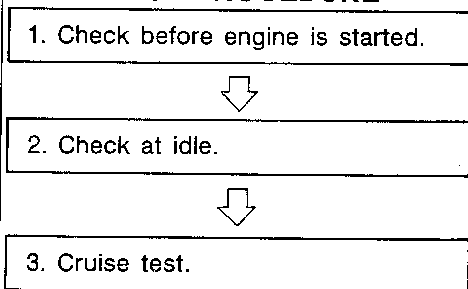 1. Check before engine is started.
2. Check at idle.
3. Cruise test.